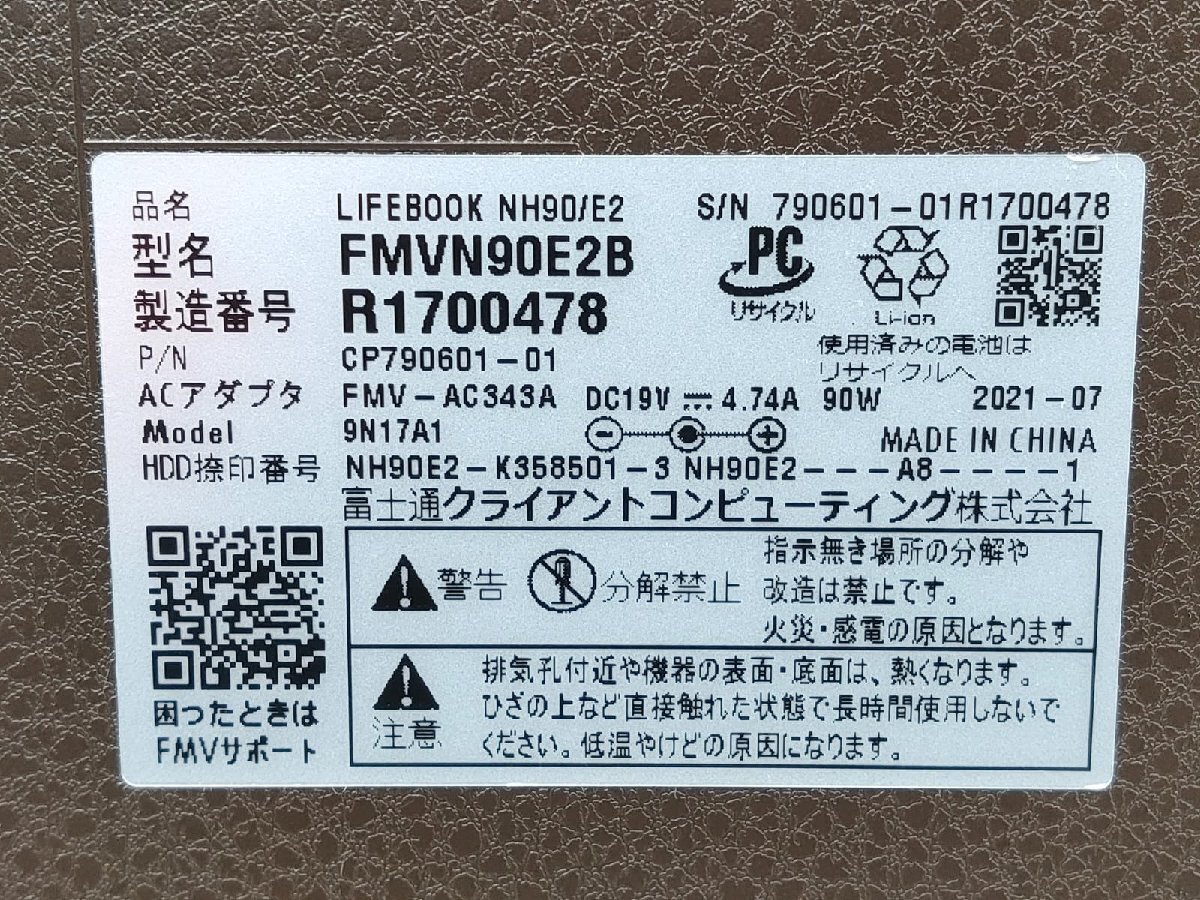 品名 LIFEBOOK NH90/E2 S/N 790601-01R1700478
型名 FMVN90E2B
製造番号 R1700478
PC
リサイクル
Li-ion
使用済みの電池は
リサイクルへ
P/N CP790601-01
ACアダプタ FMV-AC343A DC19V 4.74A 90W 2021-07
Model 9N17A1
MADE IN CHINA
HDD捺印番号 NH90E2-K358501-3 NH90E2---A8----1
富士通クライアントコンピューティング株式会社
困ったときは
FMVサポート
警告
分解禁止
指示無き場所の分解や
改造は禁止です。
火災・感電の原因となります。
注意
排気孔付近や機器の表面・底面は、熱くなります。
ひざの上など直接触れた状態で長時間使用しないで
ください。低温やけどの原因になります。